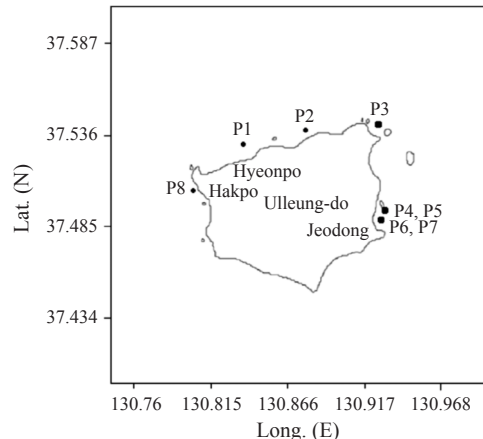 37.587
37.536
37.485
37.434
Lat. (N)
P1
P2
P3
Hyeonpo
P8
Hakpo
Ulleung-do
P4, P5
Jeodong
P6, P7
130.76
130.815
130.866
130.917
130.968
Long. (E)